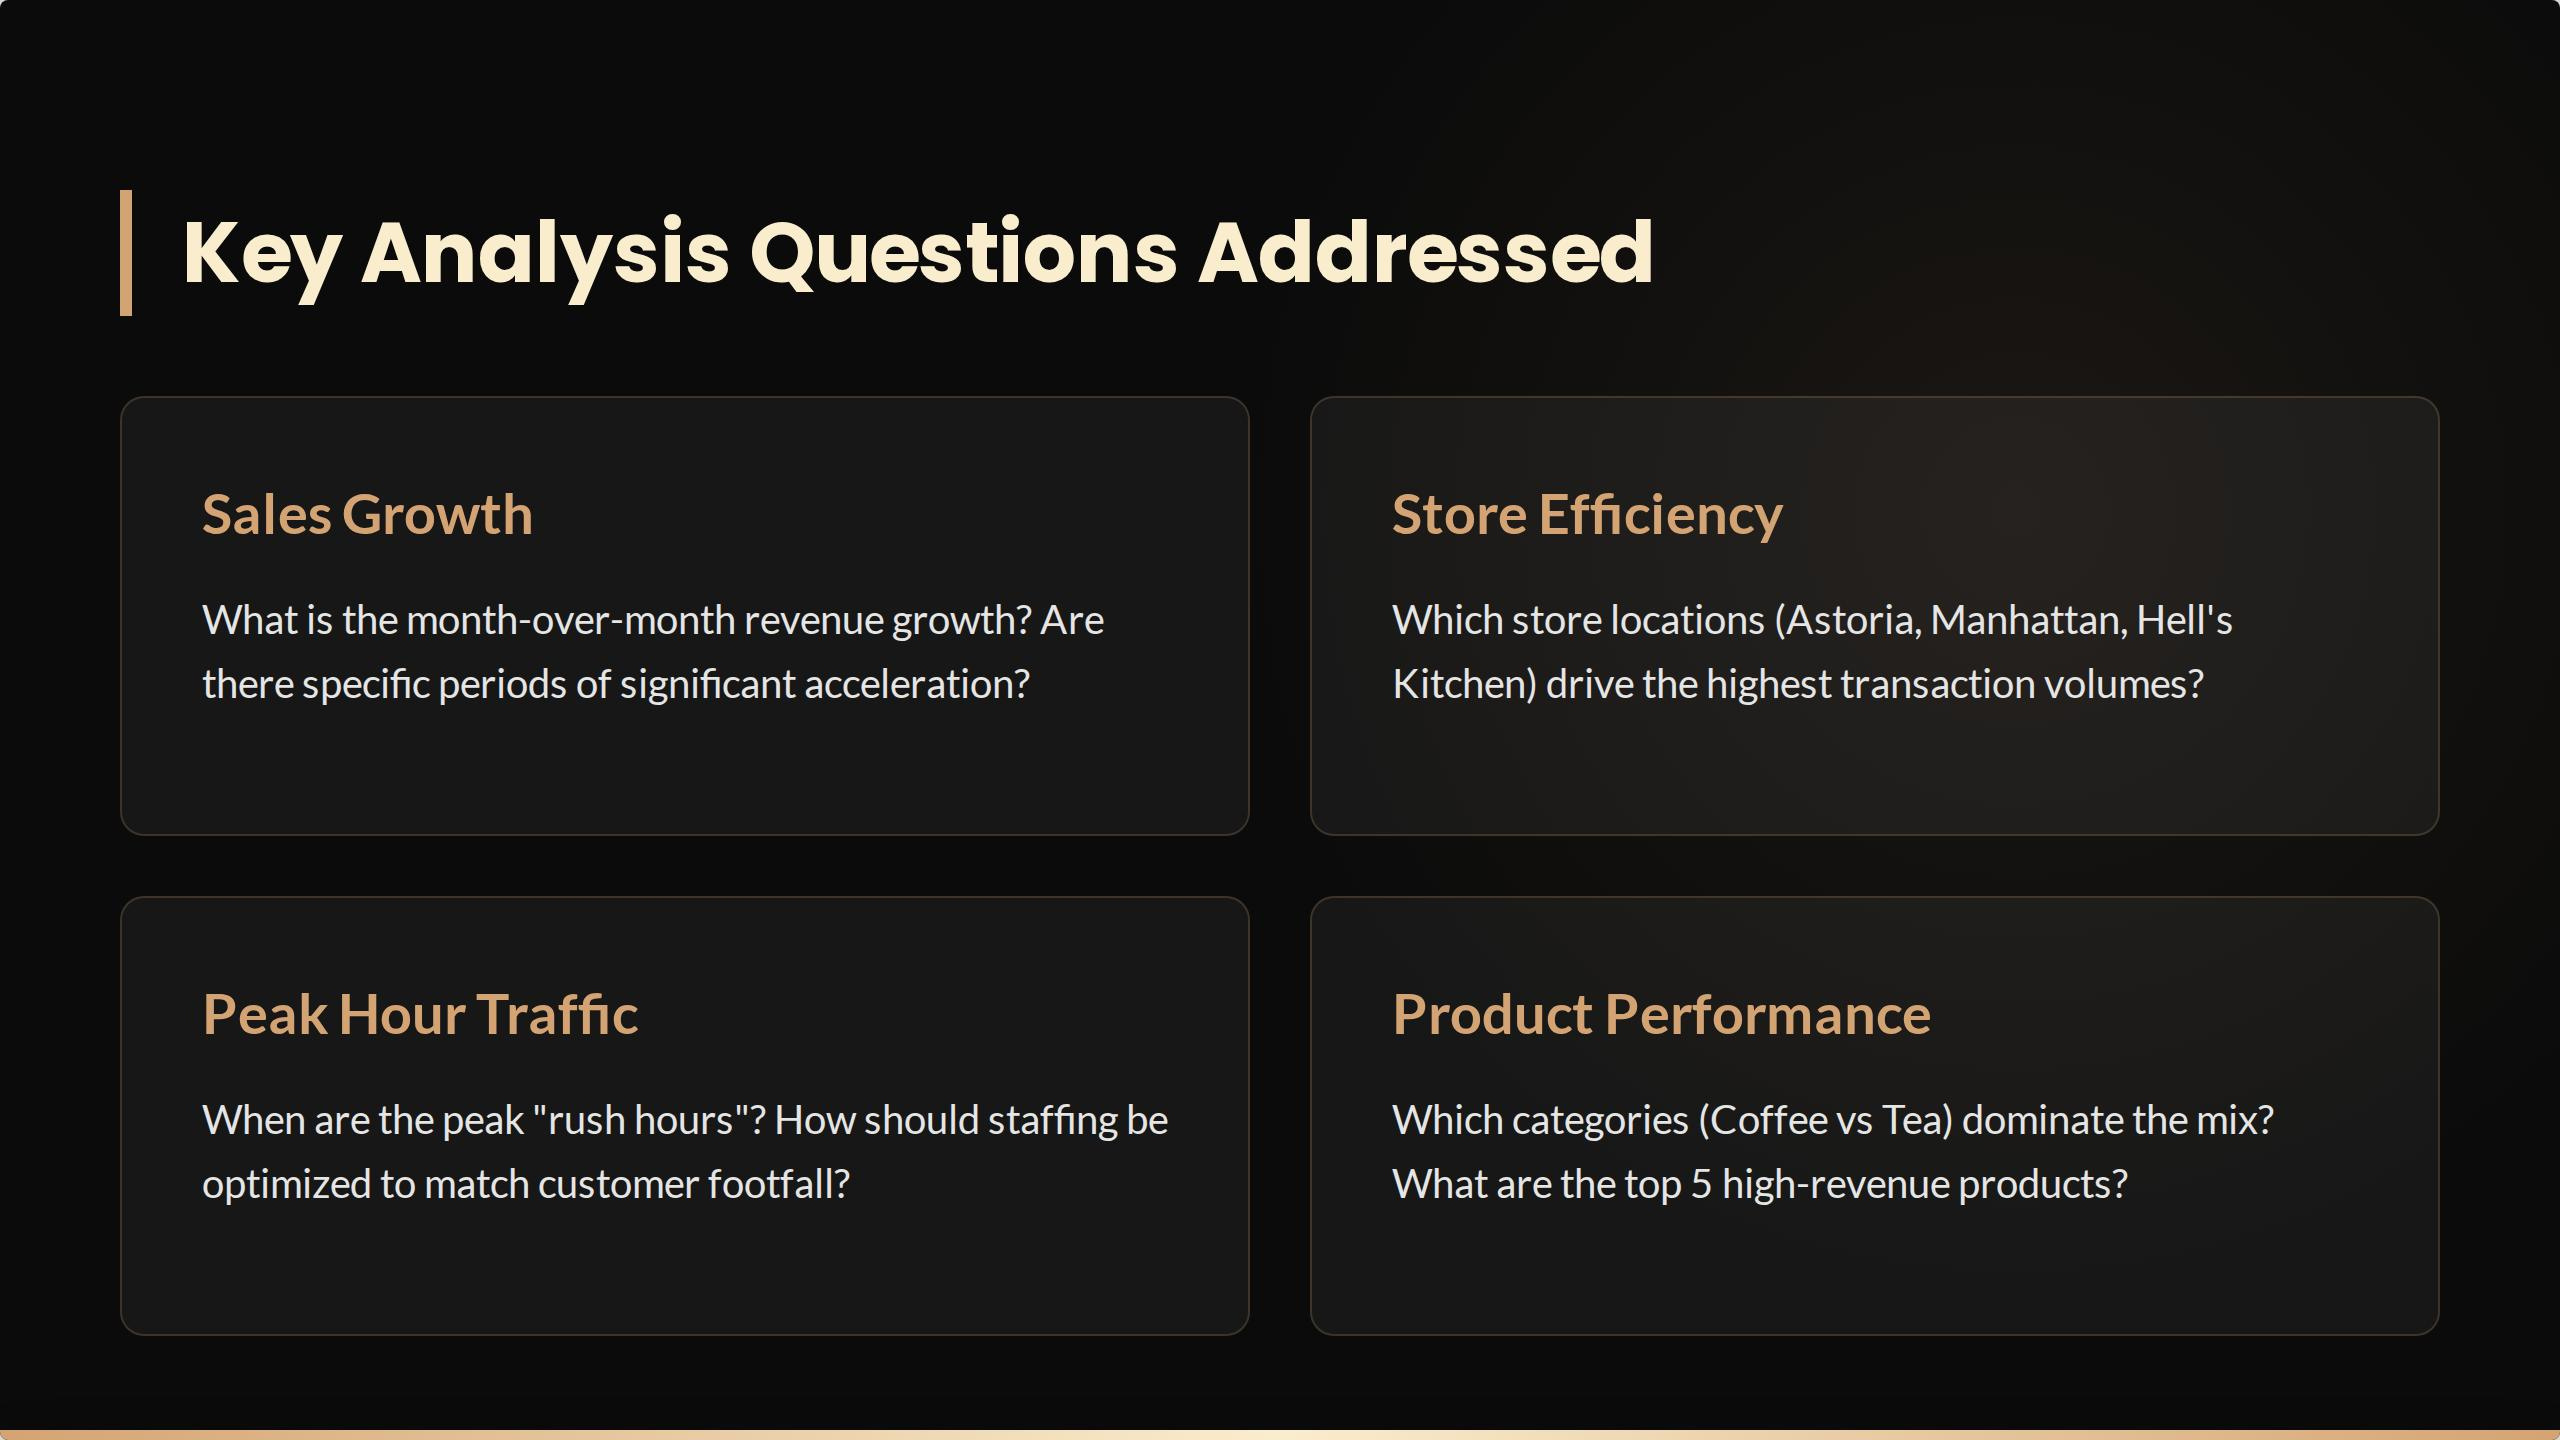 Key Analysis Questions Addressed
Sales Growth
What is the month-over-month revenue growth? Are
there specific periods of significant acceleration?
Store Efficiency
Which store locations (Astoria, Manhattan, Hell's
Kitchen) drive the highest transaction volumes?
Peak Hour Traffic
When are the peak "rush hours"? How should staffing be
optimized to match customer footfall?
Product Performance
Which categories (Coffee vs Tea) dominate the mix?
What are the top 5 high-revenue products?